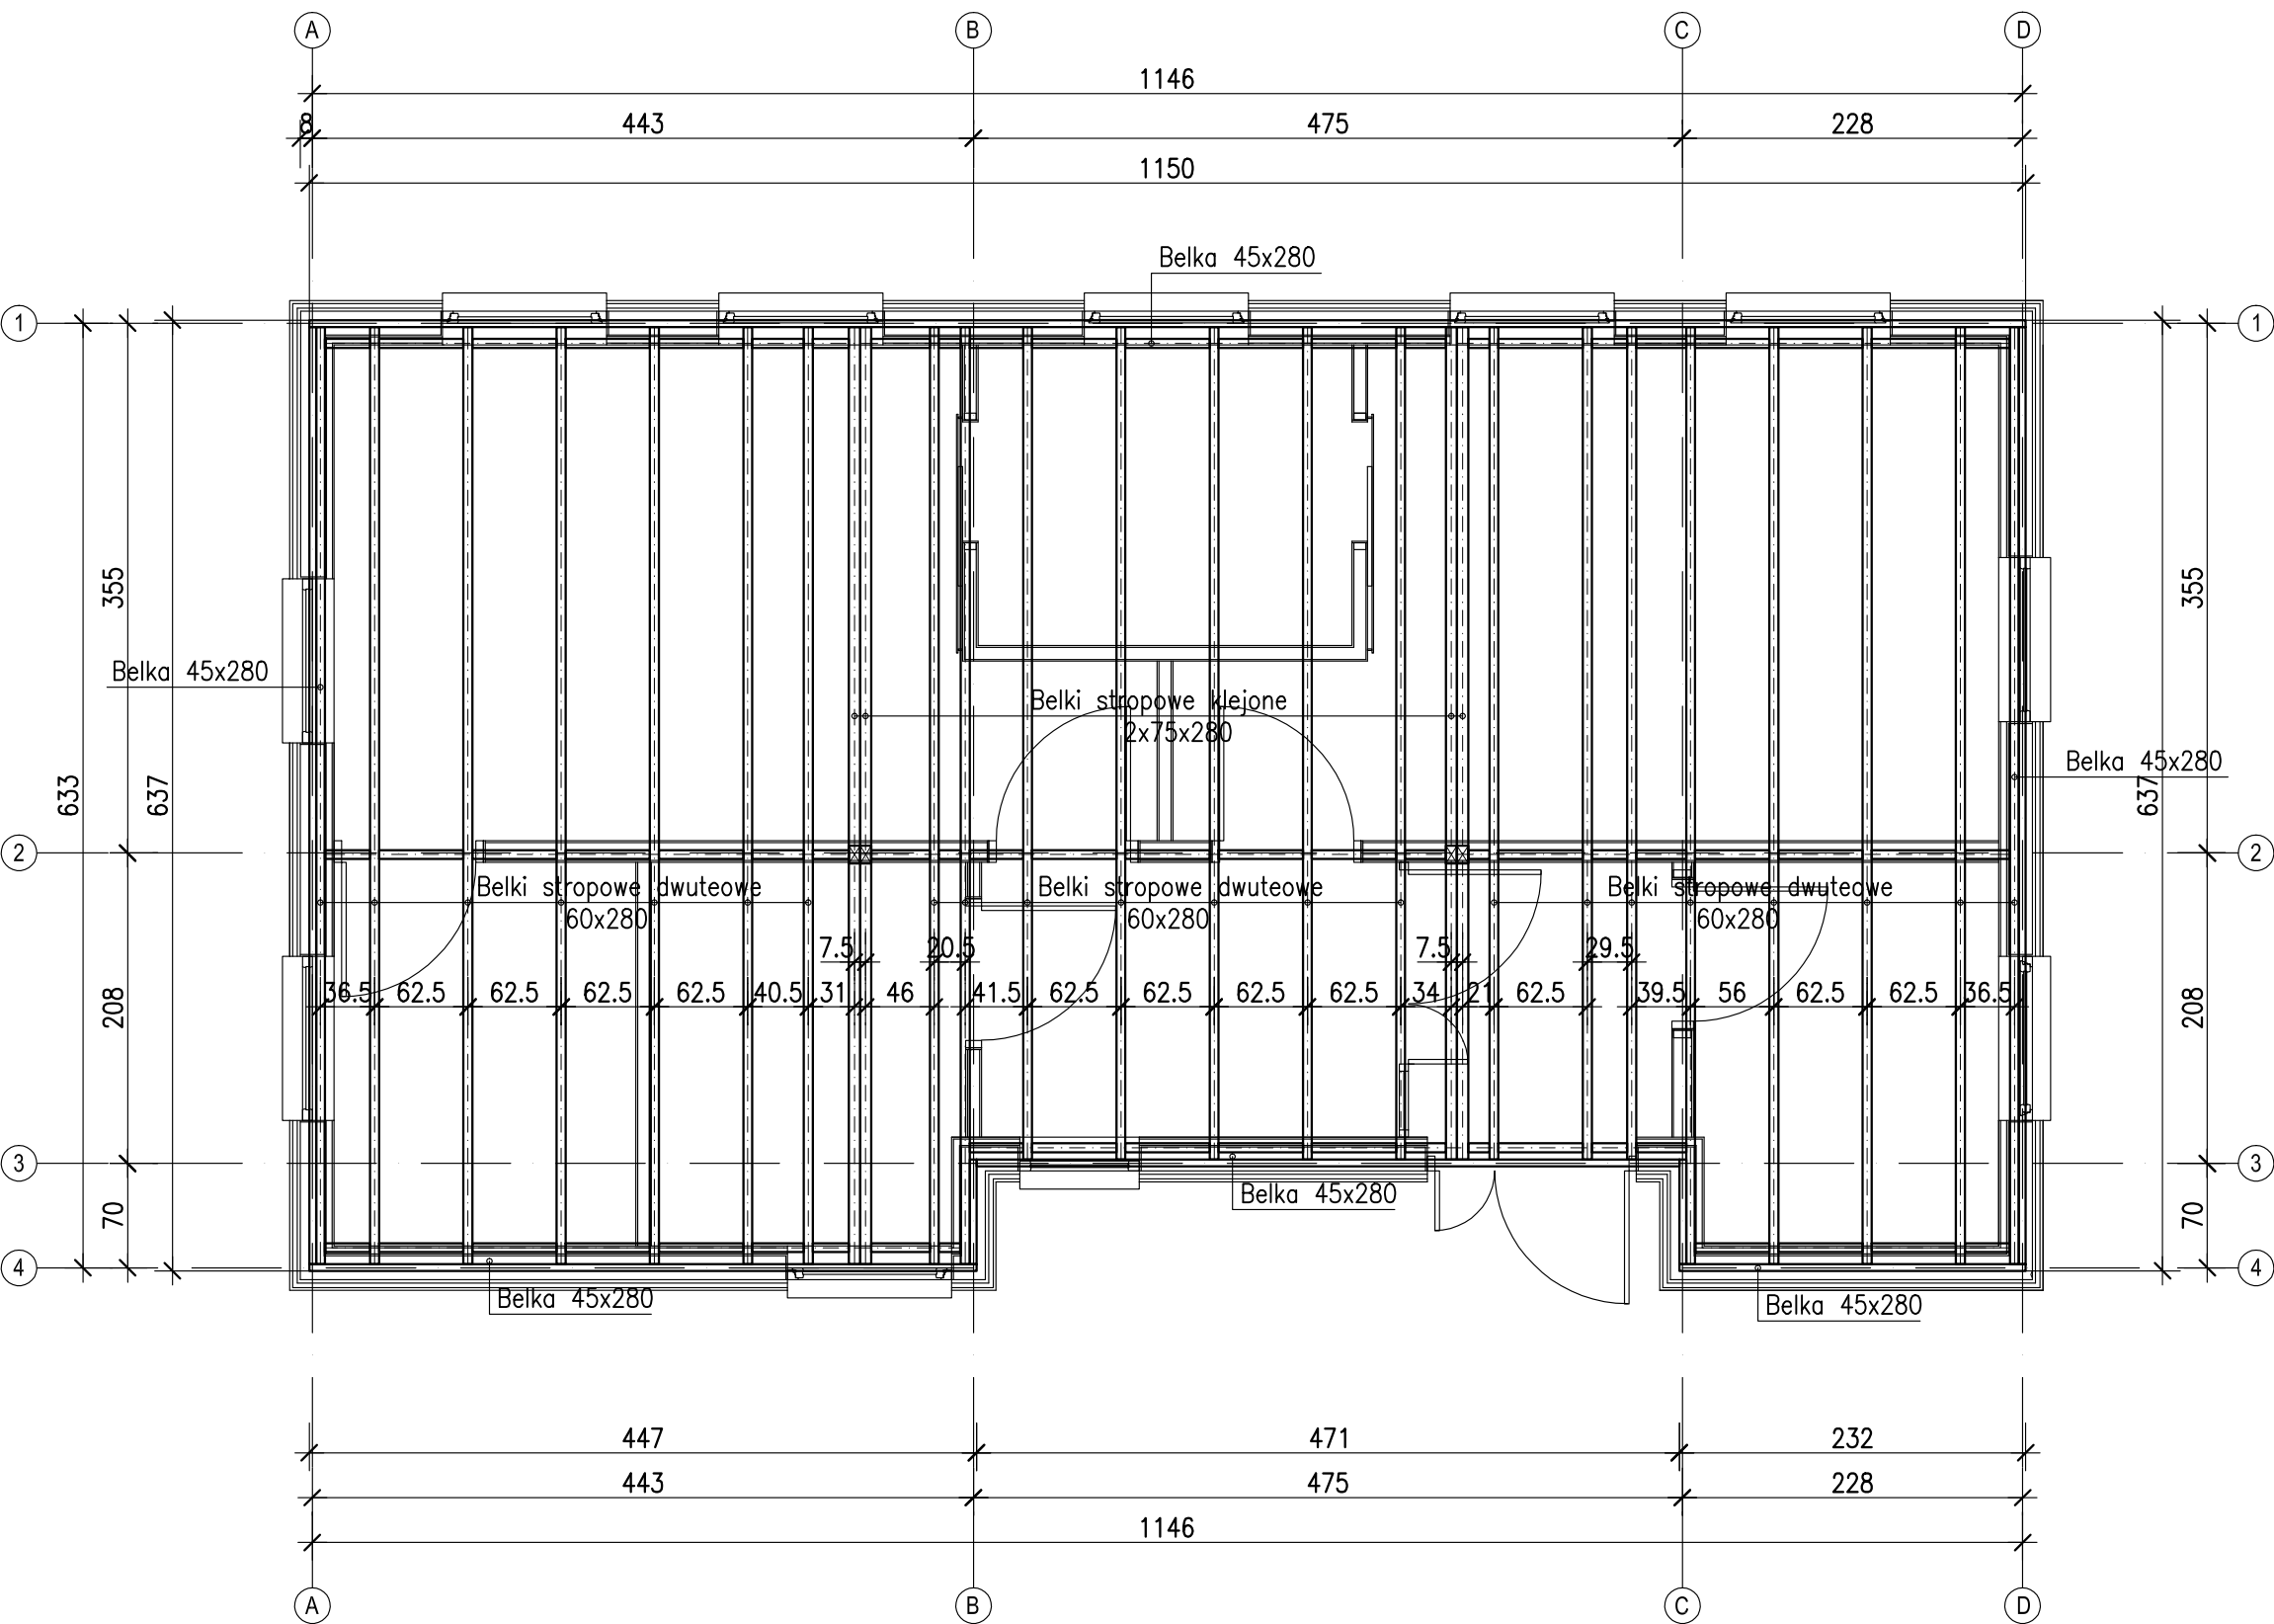 A B C D
1146
8 443 475 228
1150
Belka 45x280
1 1
355 355
Belka 45x280
Belki stropowe klejone
2x75x280
Belka 45x280
633 637 637
2 2
Belki stropowe dwuteowe Belki stropowe dwuteowe Belki stropowe dwuteowe
60x280 60x280 60x280
7.5 20.5 7.5 29.5
36.5 62.5 62.5 62.5 62.5 40.5 31 46 41.5 62.5 62.5 62.5 62.5 34 21 62.5 39.5 56 62.5 62.5 36.5
208 208
3 3
Belka 45x280
70 70
4 4
Belka 45x280 Belka 45x280
447 471 232
443 475 228
1146
A B C D